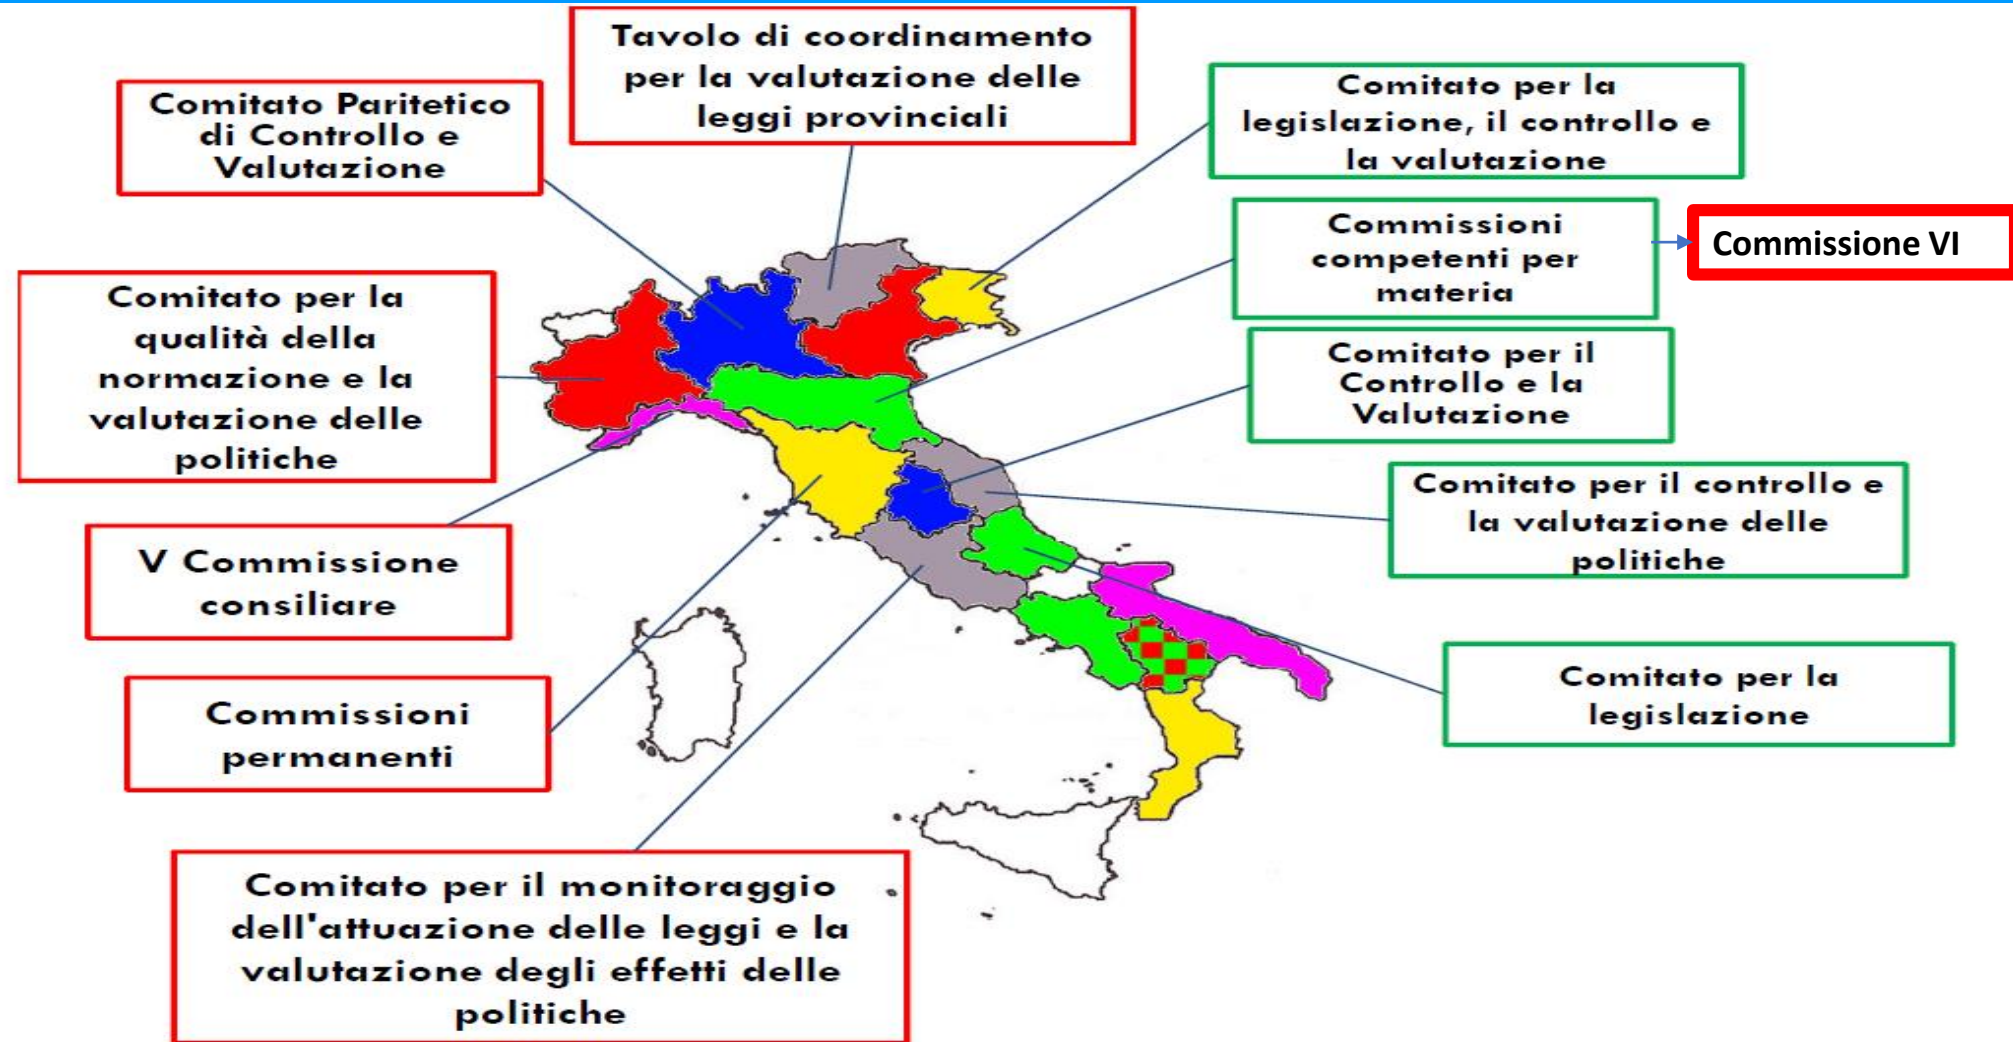 Tavolo di coordinamento
per la valutazione delle
leggi provinciali
Comitato Paritetico
di Controllo e
Valutazione
Comitato per la
legislazione, il controllo e
la valutazione
Commissioni
competenti per
materia
Commissione VI
Comitato per la
qualità della
normazione e la
valutazione delle
politiche
Comitato per il
Controllo e la
Valutazione
Comitato per il controllo e
la valutazione delle
politiche
V Commissione
consiliare
Commissioni
permanenti
Comitato per la
legislazione
Comitato per il monitoraggio
dell'attuazione delle leggi e la
valutazione degli effetti delle
politiche